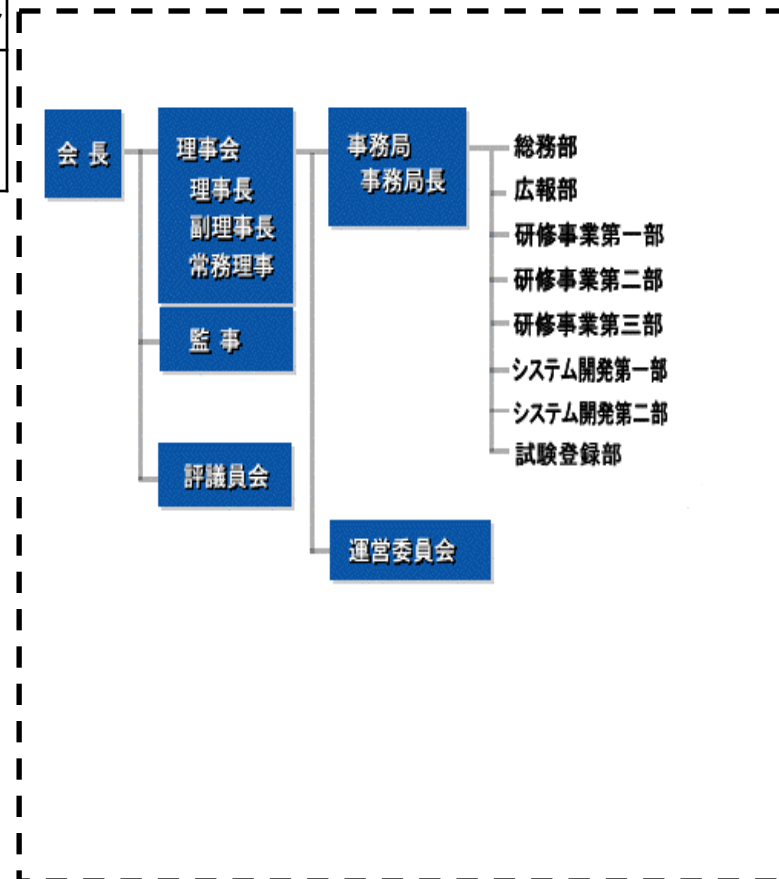 会 長
理事会
理事長
副理事長
常務理事
監 事
評議員会
事務局
事務局長
運営委員会
総務部
広報部
研修事業第一部
研修事業第二部
研修事業第三部
システム開発第一部
システム開発第二部
試験登録部